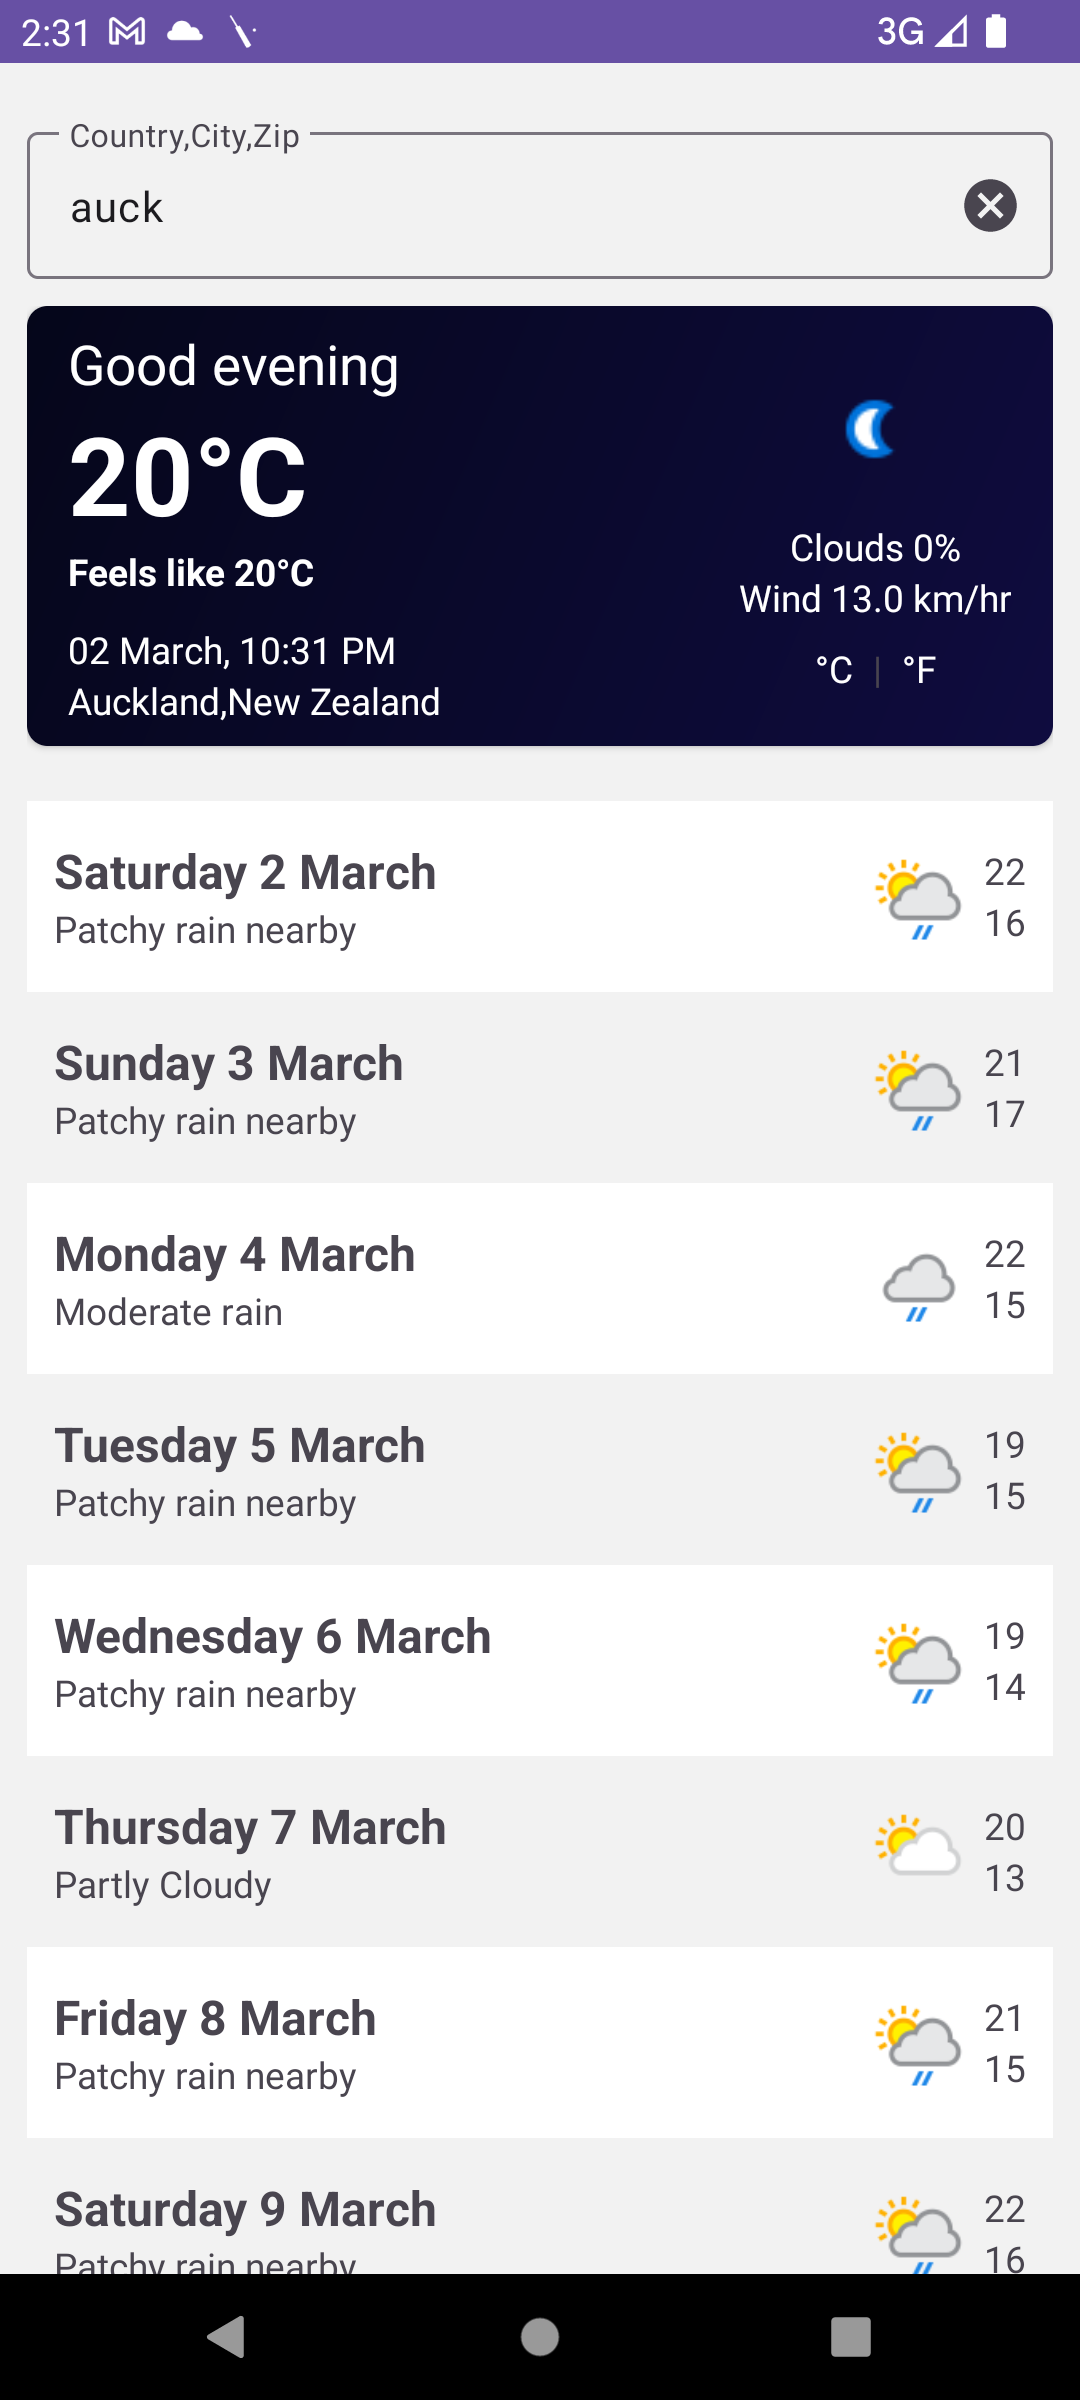 2:31
3G
Country,City,Zip
auck
Good evening
20°C
Feels like 20°C
02 March, 10:31 PM
Auckland,New Zealand
Clouds 0%
Wind 13.0 km/hr
°C | °F
Saturday 2 March
Patchy rain nearby
22
16
Sunday 3 March
Patchy rain nearby
21
17
Monday 4 March
Moderate rain
22
15
Tuesday 5 March
Patchy rain nearby
19
15
Wednesday 6 March
Patchy rain nearby
19
14
Thursday 7 March
Partly Cloudy
20
13
Friday 8 March
Patchy rain nearby
21
15
Saturday 9 March
Patchy rain nearby
22
16